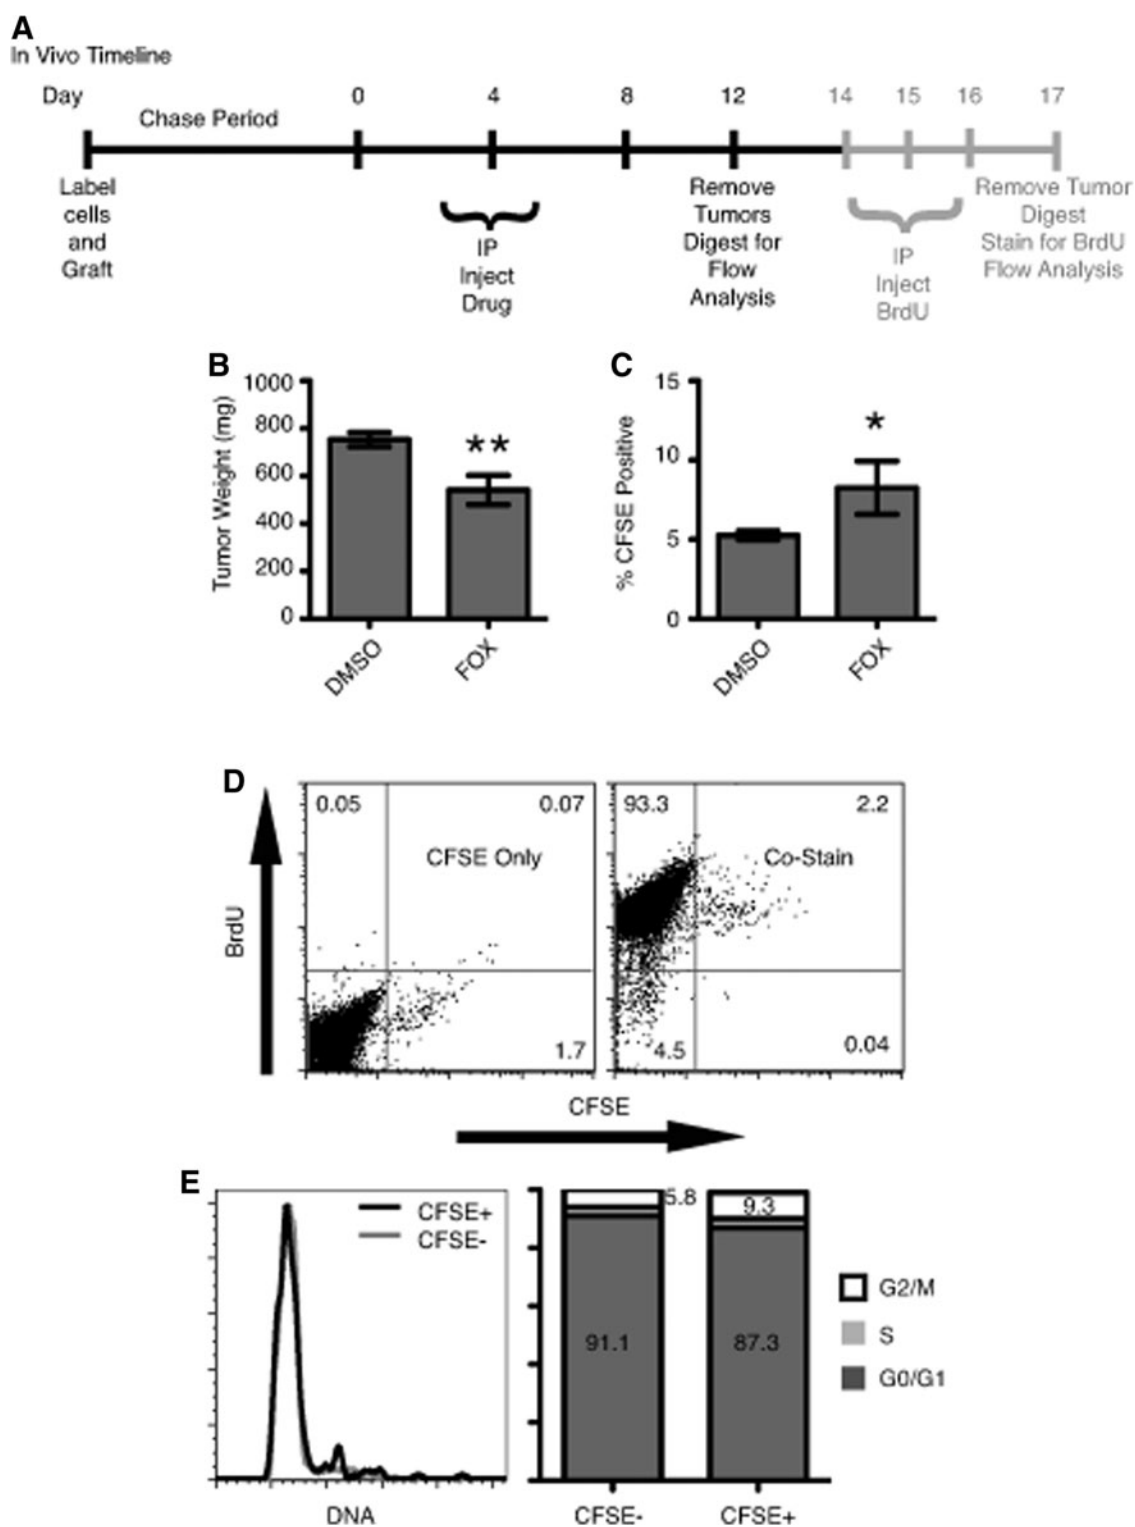 A
In Vivo Timeline
Day 0 4 8 12 14 15 16 17
Chase Period
Label
cells
and
Graft
IP
Inject
Drug
Remove
Tumors
Digest for
Flow
Analysis
IP
Inject
BrdU
Remove Tumor
Digest
Stain for BrdU
Flow Analysis
B
Tumor Weight (mg)
1000
800
600
400
200
0
**
DMSO
FOX
C
% CFSE Positive
15
10
5
0
*
DMSO
FOX
D
BrdU
0.05 0.07
CFSE Only
1.7
93.3 2.2
Co-Stain
4.5 0.04
CFSE
E
CFSE+
CFSE-
DNA
5.8
9.3
91.1
87.3
CFSE-
CFSE+
G2/M
S
G0/G1